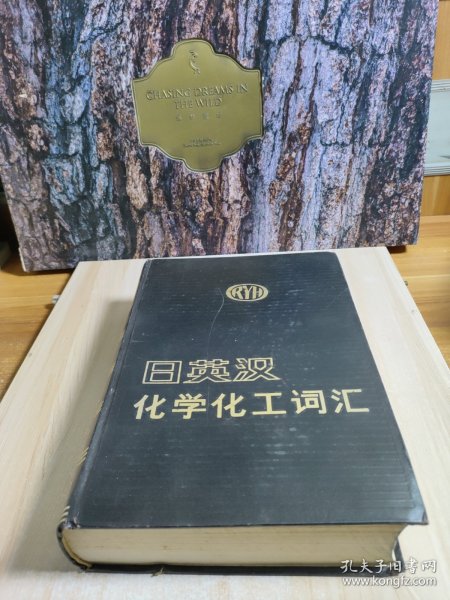 CHASING DREAMS IN
THE WILD
RYH
日英汉
化学化工词汇
孔夫子旧书网
www.kongfz.com